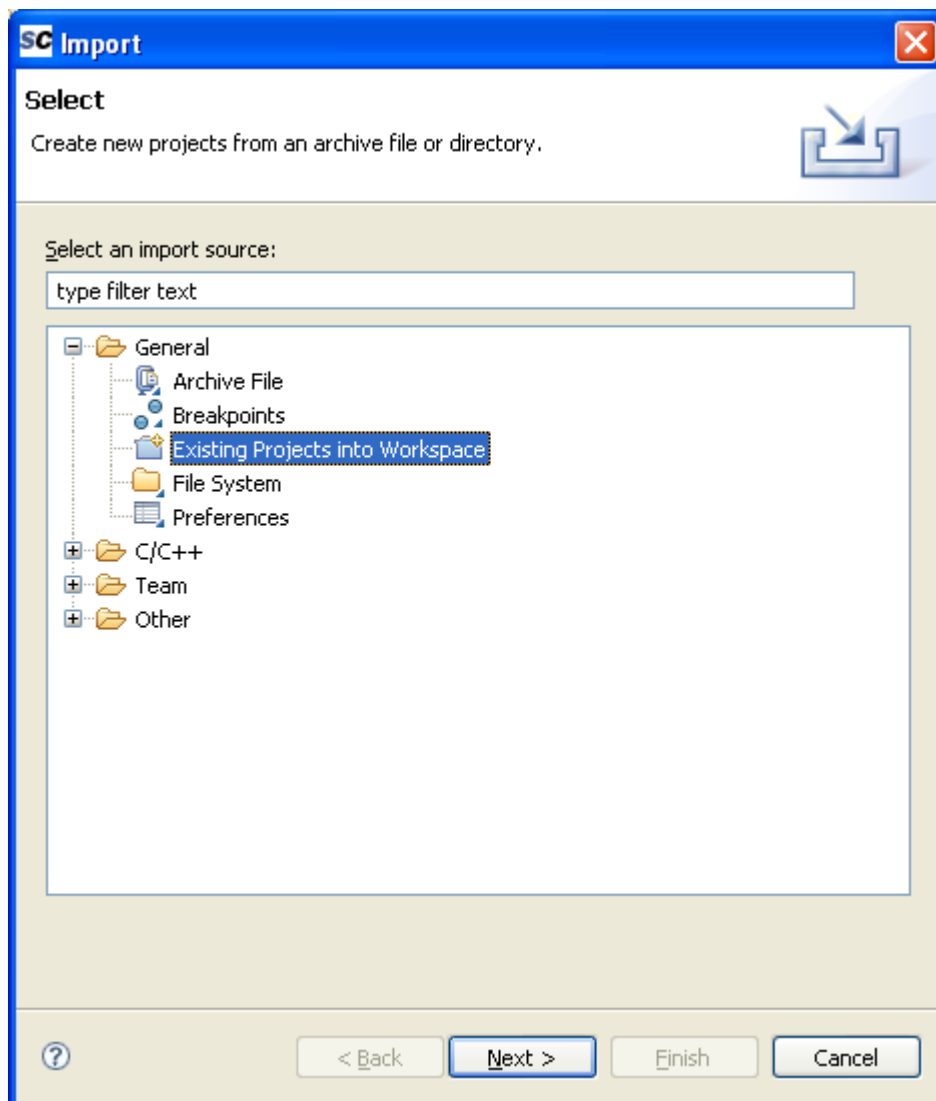 SC Import
Select
Create new projects from an archive file or directory.
Select an import source:
type filter text
General
Archive File
Breakpoints
Existing Projects into Workspace
File System
Preferences
C/C++
Team
Other
? < Back Next > Finish Cancel